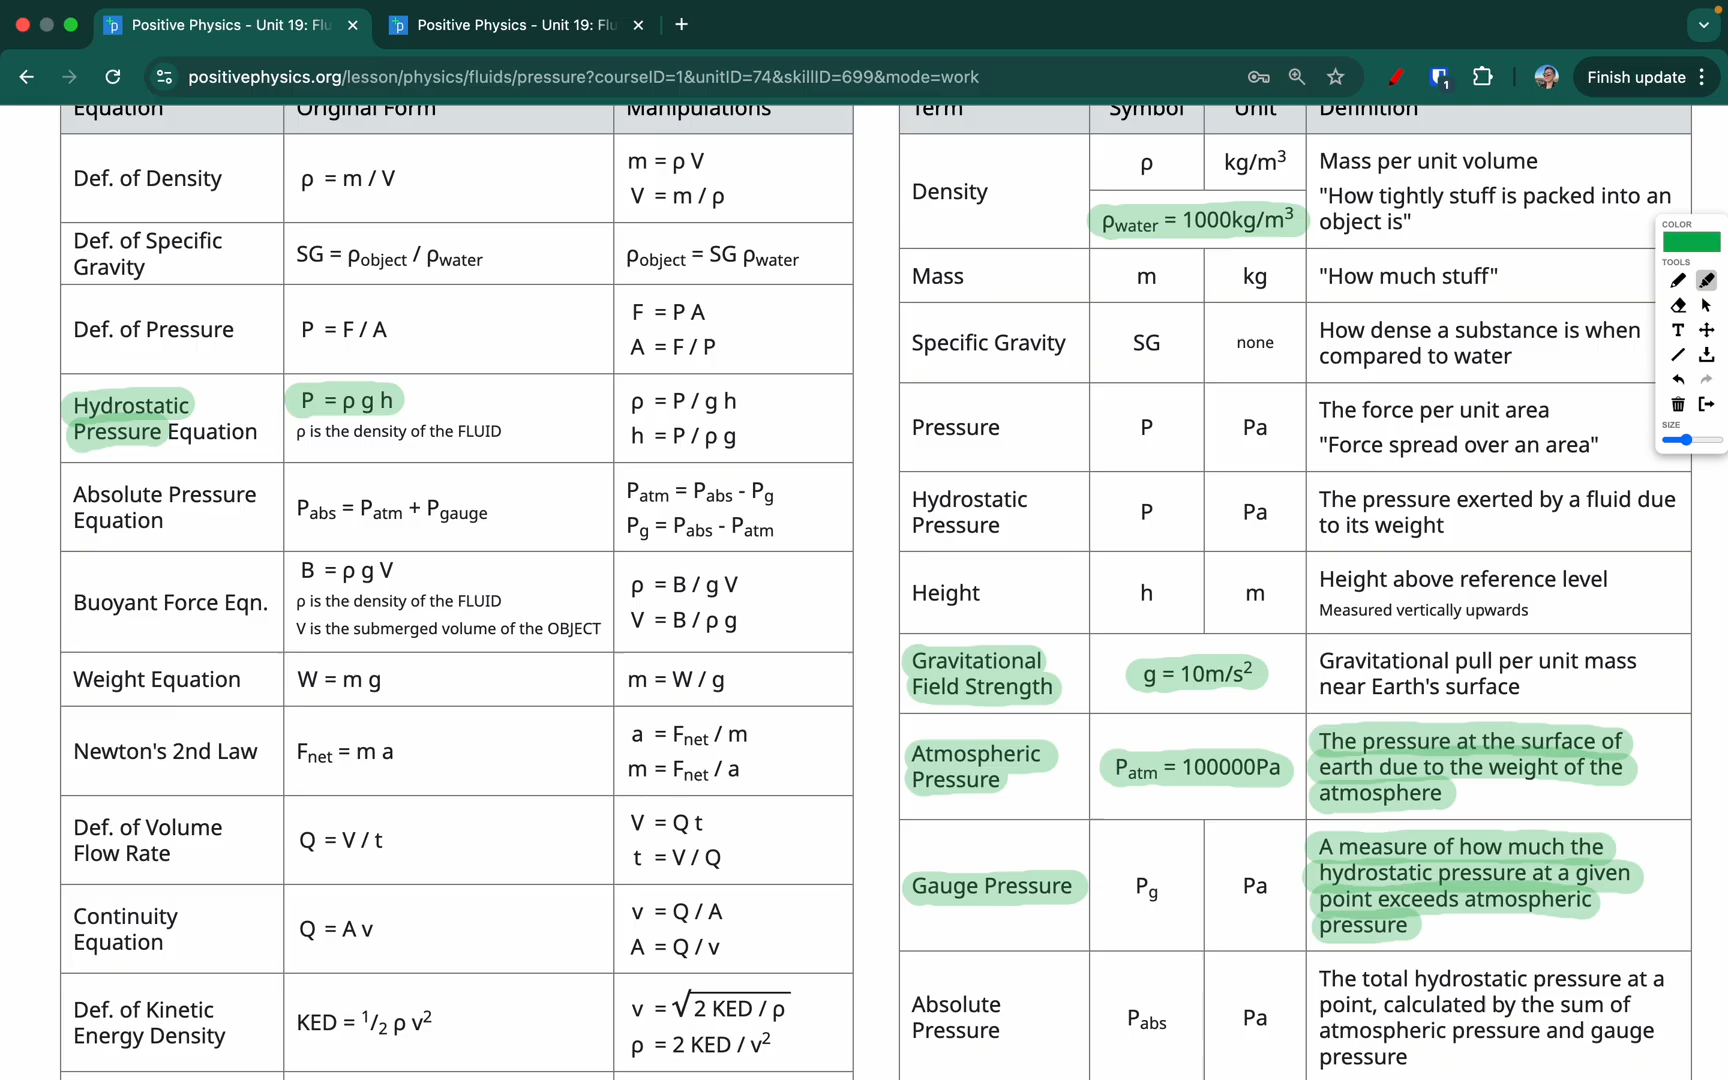 Positive Physics - Unit 19: Flu
Positive Physics - Unit 19: Flu
positivephysics.org/lesson/physics/fluids/pressure?courseID=1&unitID=74&skillID=699&mode=work
1
Finish update
Equation Original Form Manipulations
Def. of Density
ρ = m / V
m = ρ V
V = m / ρ
Def. of Specific
Gravity
SG = ρobject / ρwater
ρobject = SG ρwater
Def. of Pressure
P = F / A
F = P A
A = F / P
Hydrostatic
Pressure Equation
P = ρ g h
ρ is the density of the FLUID
ρ = P / g h
h = P / ρ g
Absolute Pressure
Equation
Pabs = Patm + Pgauge
Patm = Pabs - Pg
Pg = Pabs - Patm
Buoyant Force Eqn.
B = ρ g V
ρ is the density of the FLUID
V is the submerged volume of the OBJECT
ρ = B / g V
V = B / ρ g
Weight Equation
W = m g
m = W / g
Newton's 2nd Law
Fnet = m a
a = Fnet / m
m = Fnet / a
Def. of Volume
Flow Rate
Q = V / t
V = Q t
t = V / Q
Continuity
Equation
Q = A v
v = Q / A
A = Q / v
Def. of Kinetic
Energy Density
KED = 1/2 ρ v²
v = √2 KED / ρ
ρ = 2 KED / v²
Term Symbol Unit Definition
Density
ρ
kg/m³
ρwater = 1000kg/m³
Mass per unit volume
"How tightly stuff is packed into an
object is"
Mass
m
kg
"How much stuff"
Specific Gravity
SG
none
How dense a substance is when
compared to water
Pressure
P
Pa
The force per unit area
"Force spread over an area"
Hydrostatic
Pressure
P
Pa
The pressure exerted by a fluid due
to its weight
Height
h
m
Height above reference level
Measured vertically upwards
Gravitational
Field Strength
g = 10m/s²
Gravitational pull per unit mass
near Earth's surface
Atmospheric
Pressure
Patm = 100000Pa
The pressure at the surface of
earth due to the weight of the
atmosphere
Gauge Pressure
Pg
Pa
A measure of how much the
hydrostatic pressure at a given
point exceeds atmospheric
pressure
Absolute
Pressure
Pabs
Pa
The total hydrostatic pressure at a
point, calculated by the sum of
atmospheric pressure and gauge
pressure
COLOR
TOOLS
T
SIZE